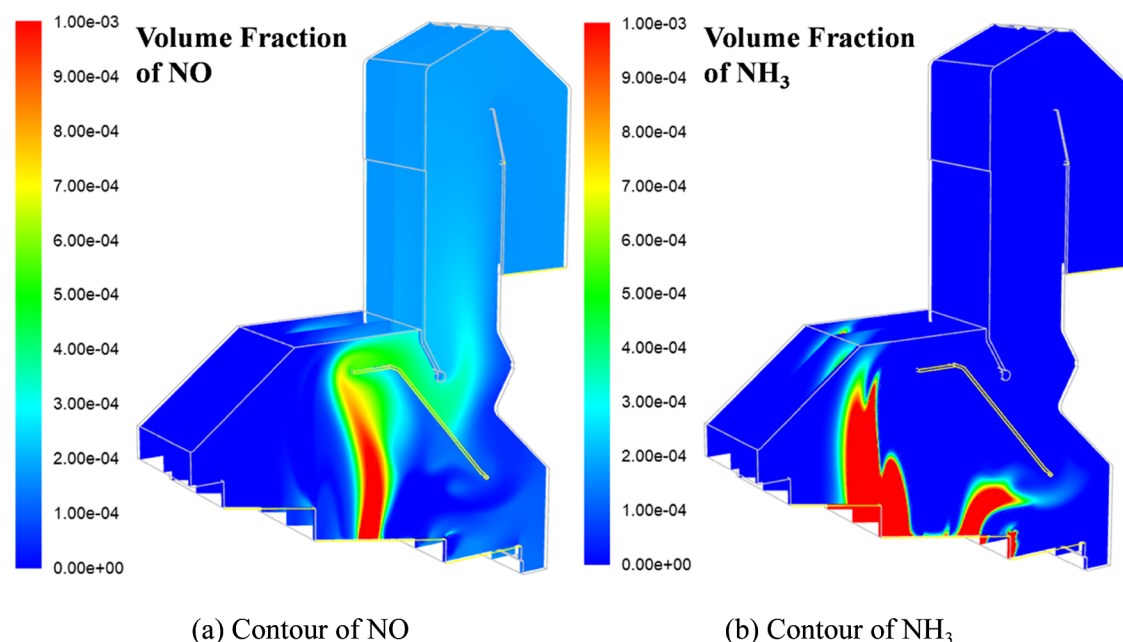 1.00e-03
9.00e-04
8.00e-04
7.00e-04
6.00e-04
5.00e-04
4.00e-04
3.00e-04
2.00e-04
1.00e-04
0.00e+00
Volume Fraction
of NO
1.00e-03
9.00e-04
8.00e-04
7.00e-04
6.00e-04
5.00e-04
4.00e-04
3.00e-04
2.00e-04
1.00e-04
0.00e+00
Volume Fraction
of NH₃
(a) Contour of NO
(b) Contour of NH₃